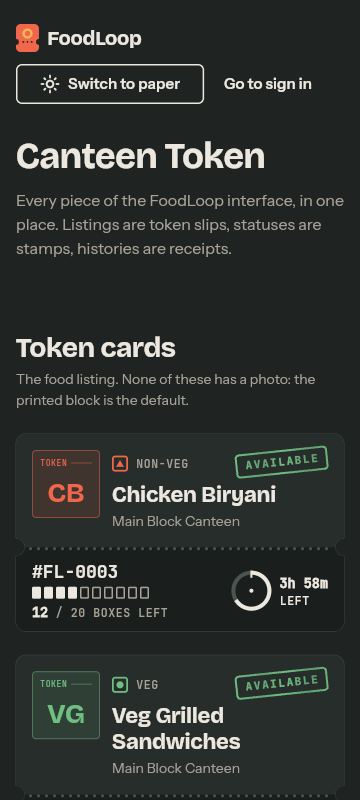 FoodLoop
Switch to paper
Go to sign in
Canteen Token
Every piece of the FoodLoop interface, in one
place. Listings are token slips, statuses are
stamps, histories are receipts.
Token cards
The food listing. None of these has a photo: the
printed block is the default.
TOKEN
CB
NON-VEG
AVAILABLE
Chicken Biryani
Main Block Canteen
#FL-0003
12 / 20 BOXES LEFT
3h 58m
LEFT
TOKEN
VG
VEG
AVAILABLE
Veg Grilled
Sandwiches
Main Block Canteen